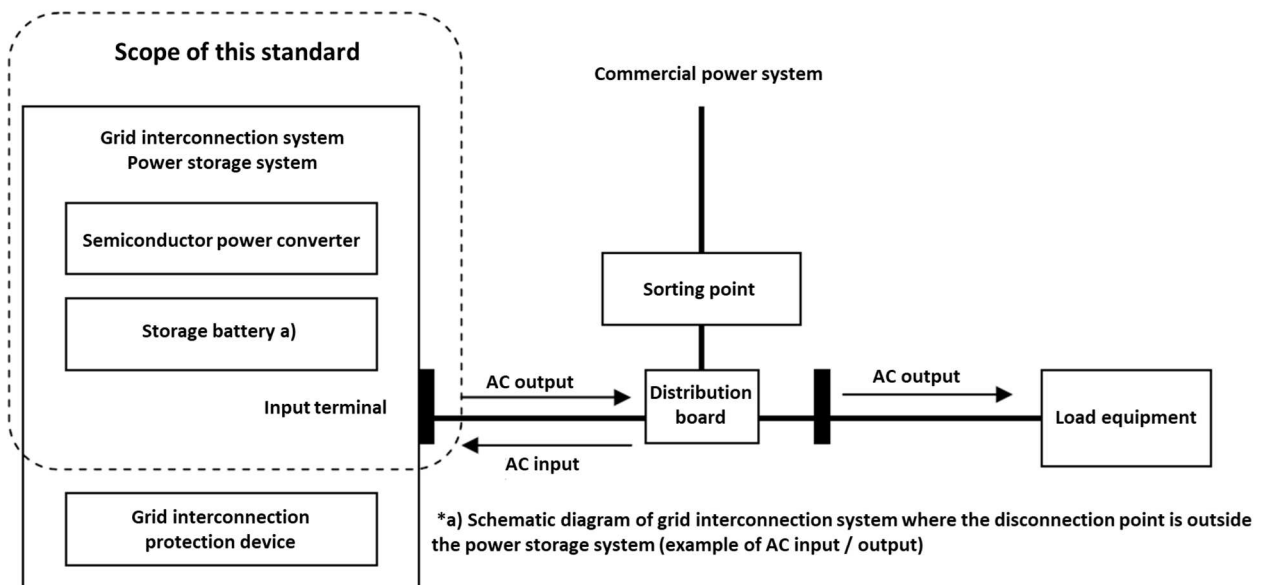 Scope of this standard
Commercial power system
Grid interconnection system
Power storage system
Semiconductor power converter
Storage battery a)
Input terminal
Sorting point
AC output
Distribution
board
AC input
AC output
Load equipment
Grid interconnection
protection device
*a) Schematic diagram of grid interconnection system where the disconnection point is outside
the power storage system (example of AC input / output)